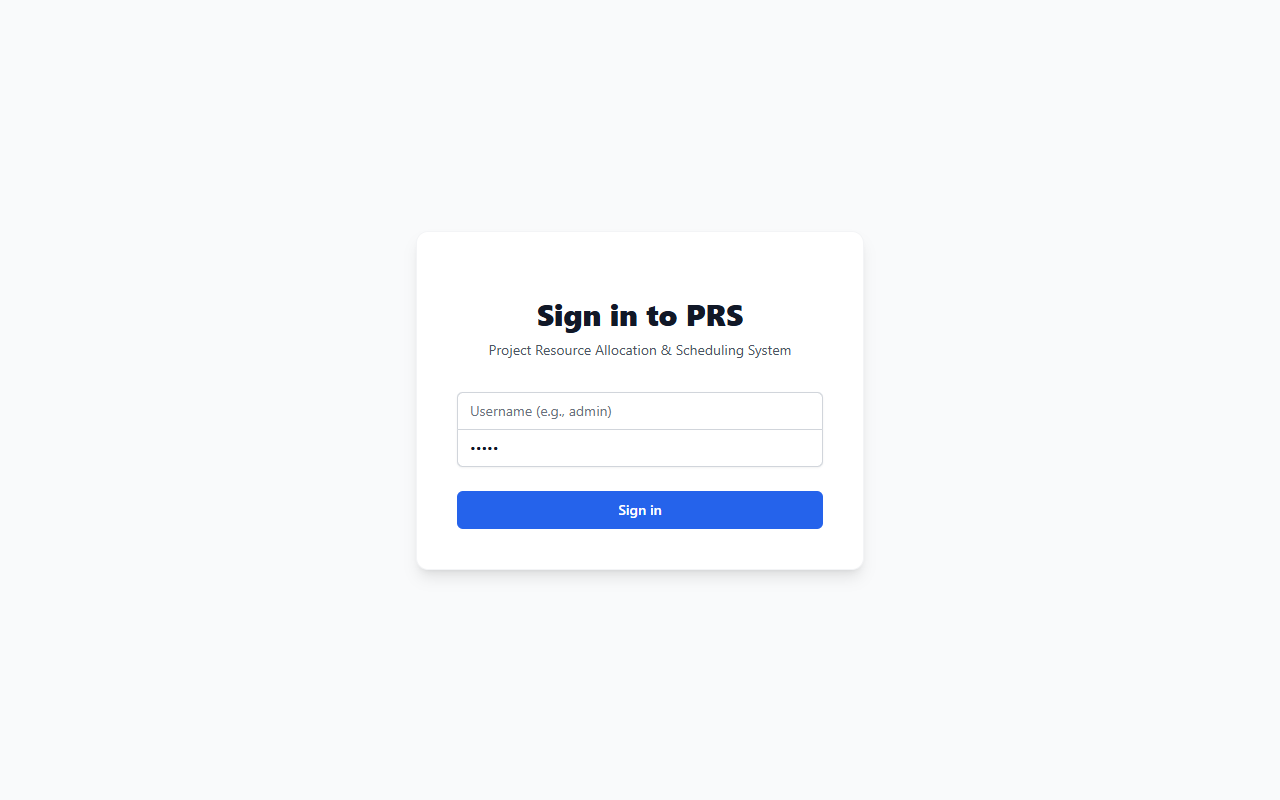 Sign in to PRS
Project Resource Allocation & Scheduling System
Username (e.g., admin)
•••••
Sign in